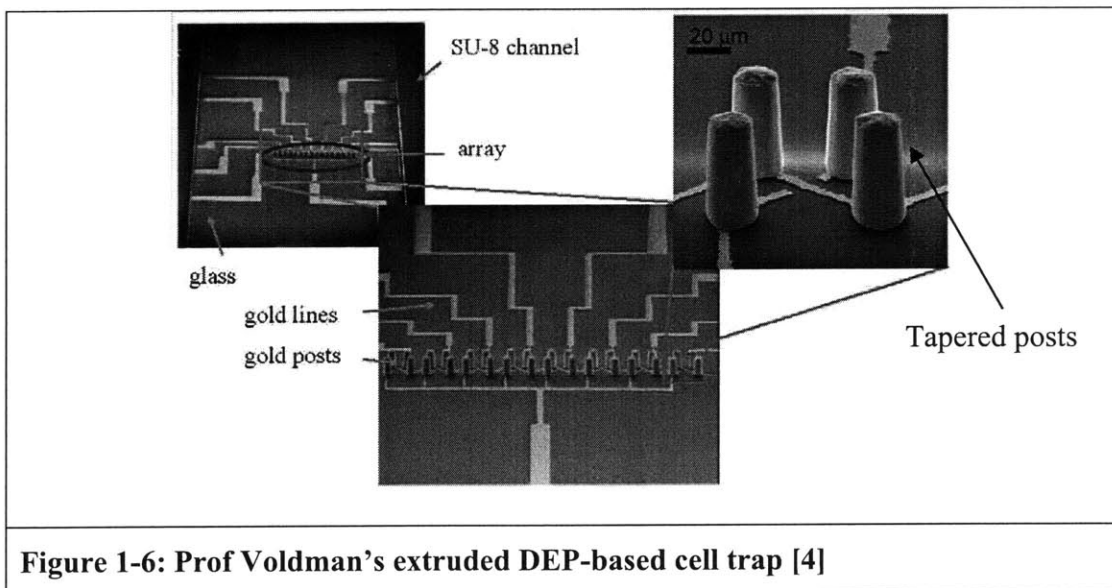 SU-8 channel
20 μm
array
glass
gold lines
gold posts
Tapered posts
Figure 1-6: Prof Voldman's extruded DEP-based cell trap [4]